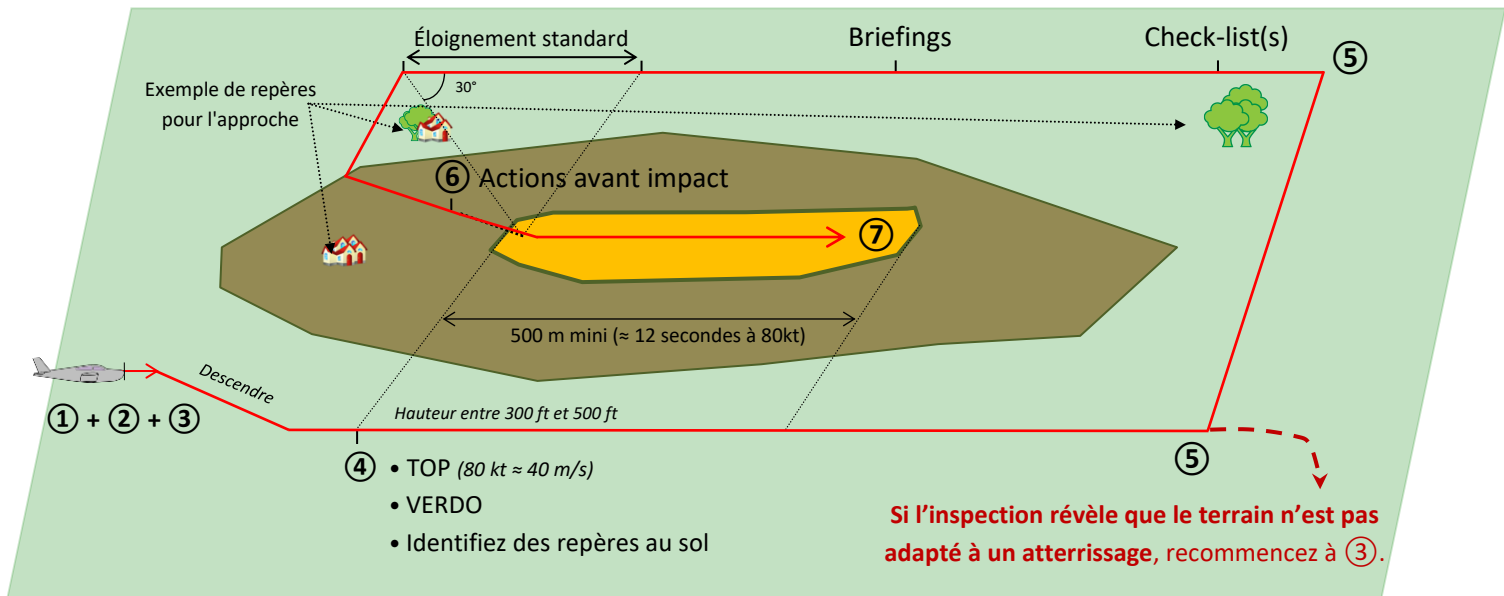 Éloignement standard
Briefings
Check-list(s)
⑤
30°
Exemple de repères
pour l'approche
⑥ Actions avant impact
⑦
500 m mini (≈ 12 secondes à 80kt)
Descendre
① + ② + ③
Hauteur entre 300 ft et 500 ft
④ • TOP (80 kt ≈ 40 m/s)
• VERDO
• Identifiez des repères au sol
⑤
Si l’inspection révèle que le terrain n’est pas
adapté à un atterrissage, recommencez à ③.